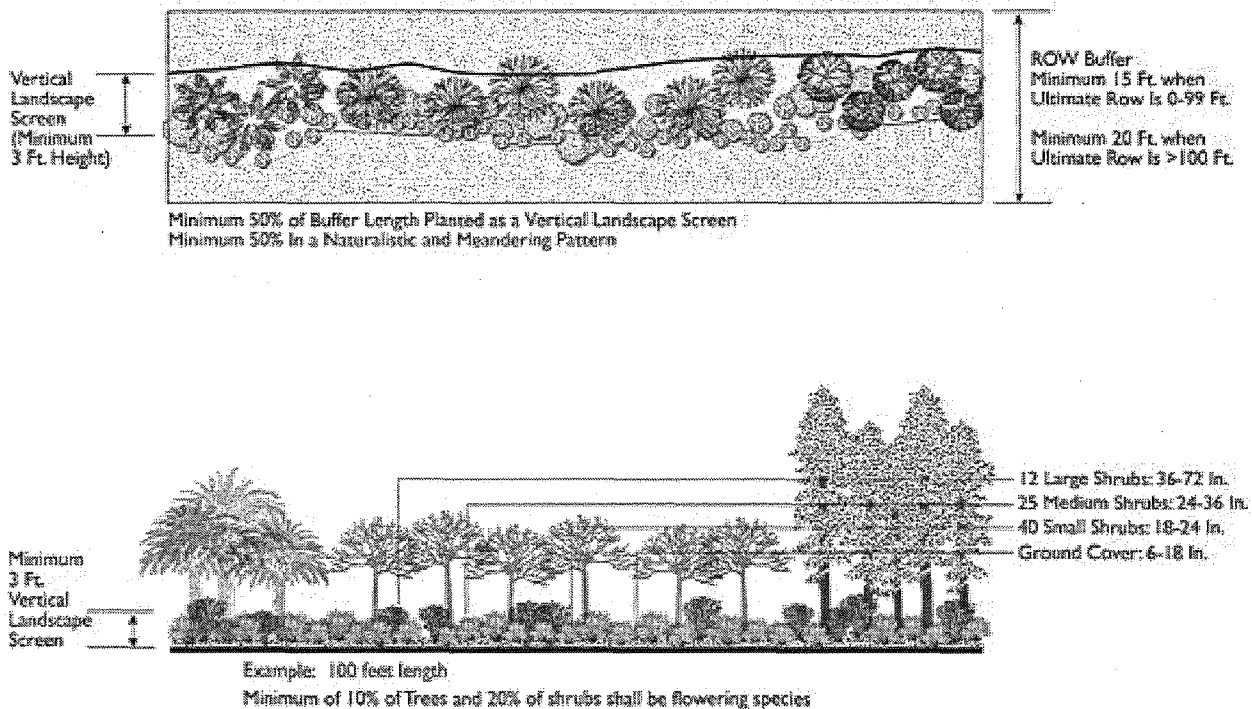 Vertical
Landscape
Screen
(Minimum
3 Ft. Height)
ROW Buffer
Minimum 15 Ft. when
Ultimate Row Is 0-99 Ft.
Minimum 20 Ft. when
Ultimate Row Is >100 Ft.
Minimum 50% of Buffer Length Planted as a Vertical Landscape Screen
Minimum 50% In a Naturalistic and Meandering Pattern
12 Large Shrubs: 36-72 In.
25 Medium Shrubs: 24-36 In.
40 Small Shrubs: 18-24 In.
Ground Cover: 6-18 In.
Minimum
3 Ft.
Vertical
Landscape
Screen
Example: 100 feet length
Minimum of 10% of Trees and 20% of shrubs shall be flowering species